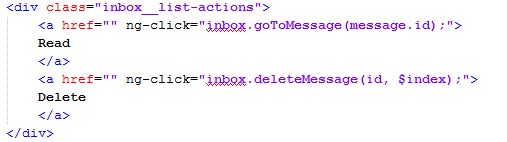 <div class="inbox__list-actions">
    <a href="" ng-click="inbox.goToMessage(message.id);">
    Read
    </a>
    <a href="" ng-click="inbox.deleteMessage(id, $index);">
    Delete
    </a>
</div>